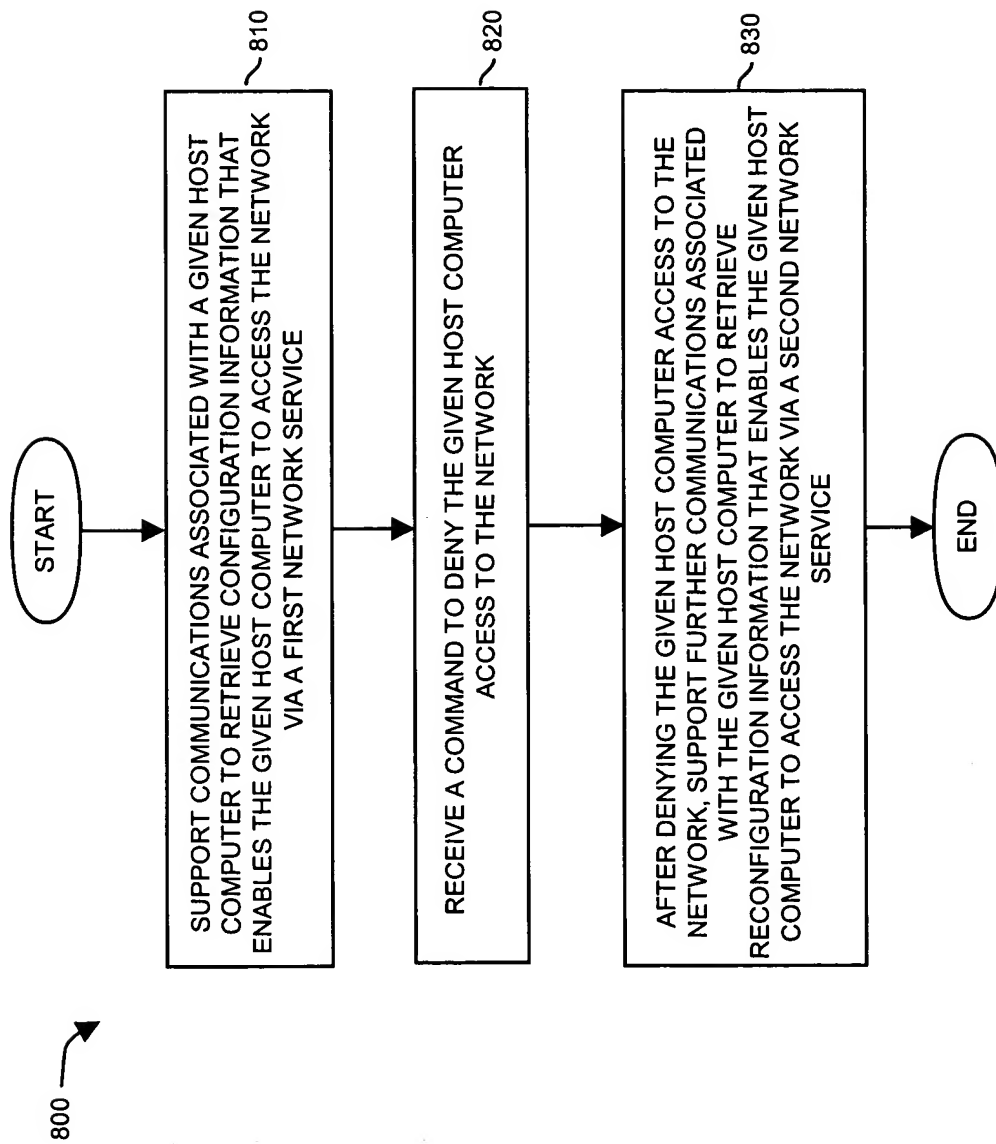 800
START
SUPPORT COMMUNICATIONS ASSOCIATED WITH A GIVEN HOST
COMPUTER TO RETRIEVE CONFIGURATION INFORMATION THAT
ENABLES THE GIVEN HOST COMPUTER TO ACCESS THE NETWORK
VIA A FIRST NETWORK SERVICE
810
RECEIVE A COMMAND TO DENY THE GIVEN HOST COMPUTER
ACCESS TO THE NETWORK
820
AFTER DENYING THE GIVEN HOST COMPUTER ACCESS TO THE
NETWORK, SUPPORT FURTHER COMMUNICATIONS ASSOCIATED
WITH THE GIVEN HOST COMPUTER TO RETRIEVE
RECONFIGURATION INFORMATION THAT ENABLES THE GIVEN HOST
COMPUTER TO ACCESS THE NETWORK VIA A SECOND NETWORK
SERVICE
830
END